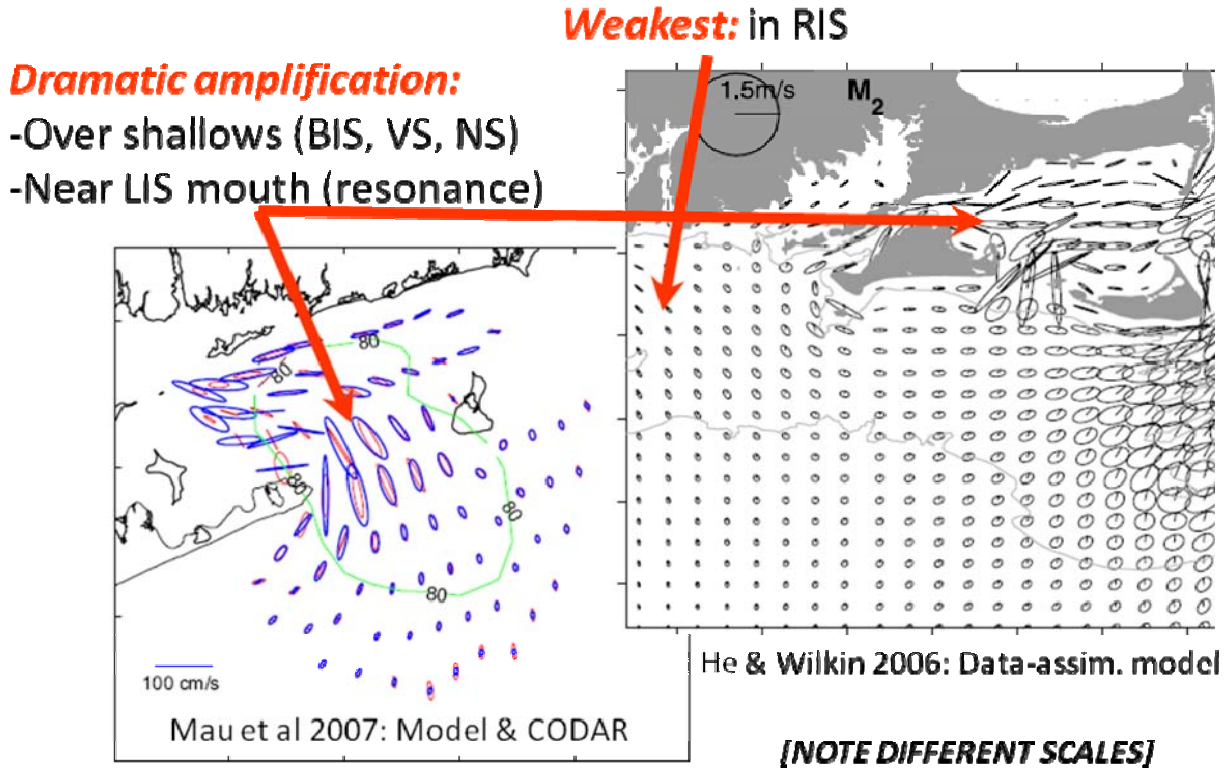 Weakest: in RIS
Dramatic amplification:
-Over shallows (BIS, VS, NS)
-Near LIS mouth (resonance)
1.5m/s
M2
80
80
80
80
80
100 cm/s
Mau et al 2007: Model & CODAR
He & Wilkin 2006: Data-assim. model
[NOTE DIFFERENT SCALES]